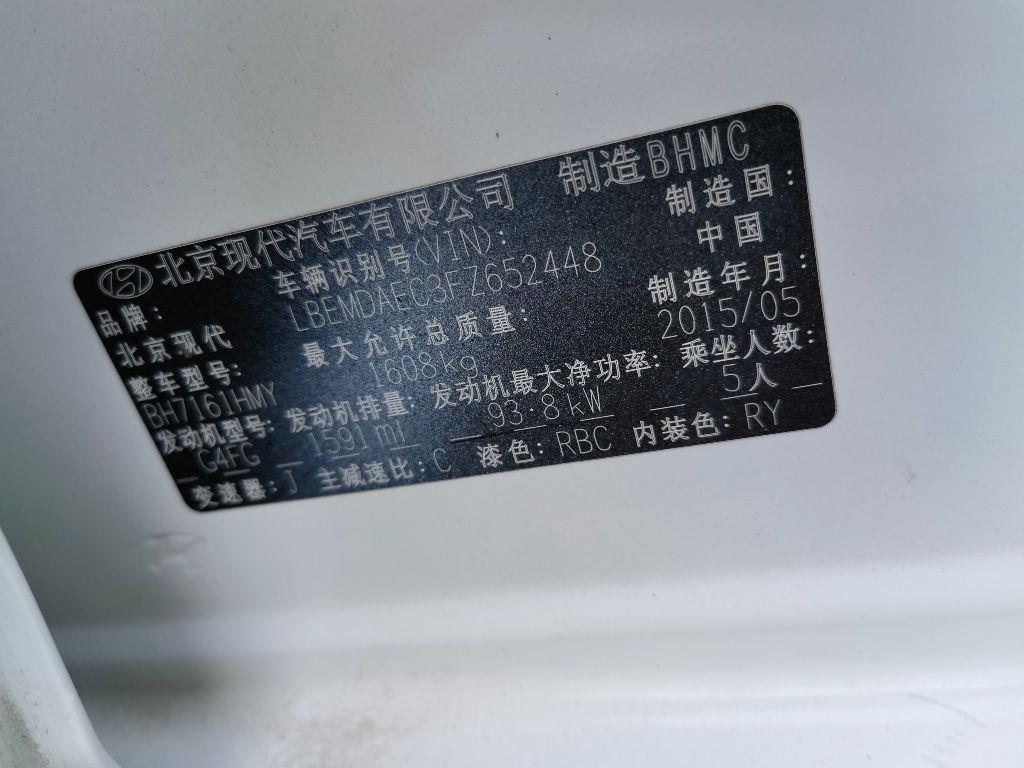 北京现代汽车有限公司 制造BHMC
品牌: 车辆识别号(VIN): 制造国:
北京现代 LBEMDAEC3FZ652448 中国
整车型号: 最大允许总质量: 制造年月:
BH7161HMY 1608kg 2015/05
发动机型号: 发动机排量: 发动机最大净功率: 乘坐人数:
G4FG 1591ml 93.8kW 5人
变速器: J 主减速比: C 漆色: RBC 内装色: RY